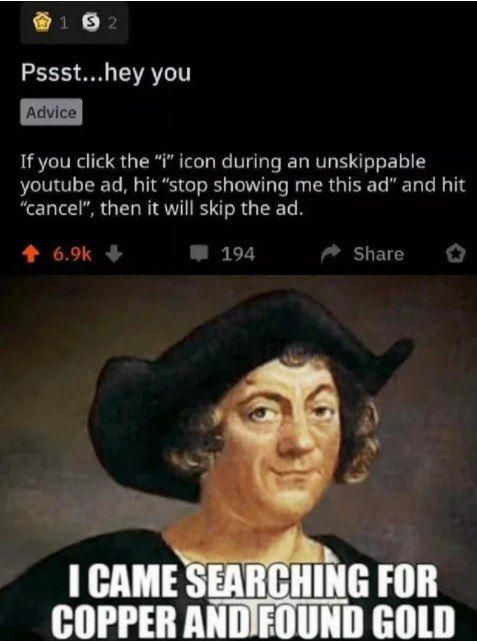 1 S 2
Pssst...hey you
Advice
If you click the “i” icon during an unskippable
youtube ad, hit “stop showing me this ad” and hit
“cancel”, then it will skip the ad.
6.9k 194 Share
I CAME SEARCHING FOR
COPPER AND FOUND GOLD